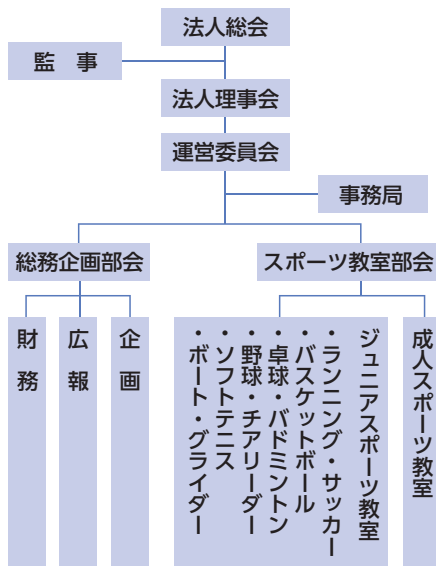 法人総会
監　事
法人理事会
運営委員会
事務局
総務企画部会
スポーツ教室部会
財務
広報
企画
成人スポーツ教室
ジュニアスポーツ教室
・ランニング・サッカー
・バスケットボール
・卓球・バドミントン
・野球・チアリーダー
・ソフトテニス
・ボート・グライダー